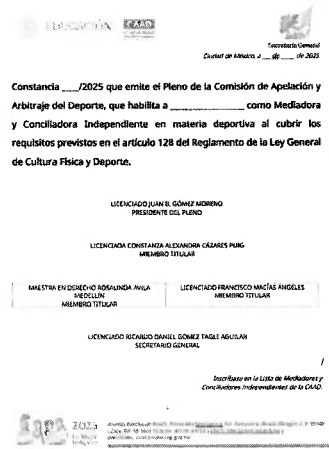 EDUCACIÓN
CAAD
Secretaría General
Ciudad de México, a ___ de ___ de 2025
Constancia ___/2025 que emite el Pleno de la Comisión de Apelación y
Arbitraje del Deporte, que habilita a _______________ como Mediadora
y Conciliadora Independiente en materia deportiva al cubrir los
requisitos previstos en el artículo 128 del Reglamento de la Ley General
de Cultura Física y Deporte.
LICENCIADO JUAN B. GÓMEZ MORENO
PRESIDENTE DEL PLENO
LICENCIADA CONSTANZA ALEXANDRA CÁZARES PUIG
MIEMBRO TITULAR
MAESTRA EN DERECHO ROSALINDA AVILA
MEDELLIN
MIEMBRO TITULAR
LICENCIADO FRANCISCO MACÍAS ÁNGELES
MIEMBRO TITULAR
LICENCIADO RICARDO DANIEL GÓMEZ TAGLE AGUILAR
SECRETARIO GENERAL
/
Inscríbase en la Lista de Mediadores y
Conciliadores Independientes de la CAAD.
2025